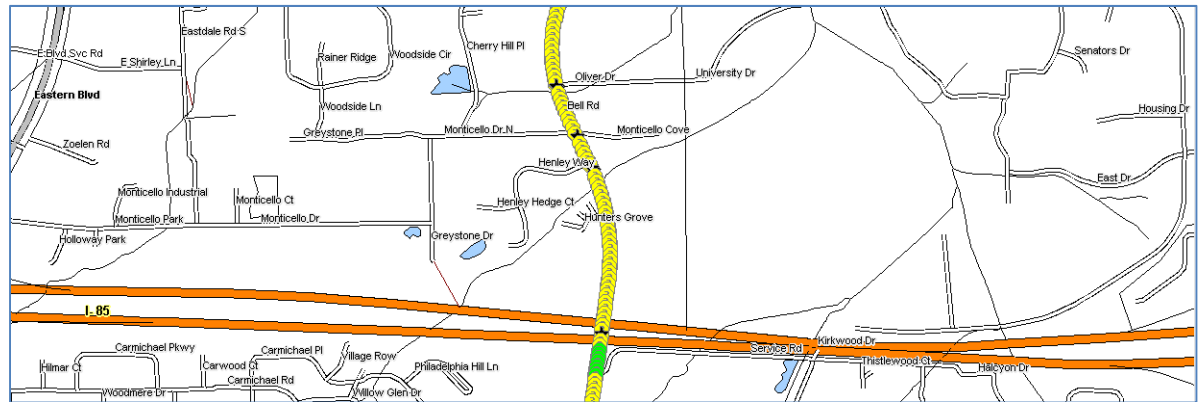 Eastdale Rd S
Cherry Hill Pl
E Blvd Svc Rd
E Shirley Ln
Rainer Ridge
Woodside Cir
Senators Dr
Oliver Dr
University Dr
Eastern Blvd
Woodside Ln
Bell Rd
Housing Dr
Greystone Pl
Monticello Dr N
Monticello Cove
Zoelen Rd
Henley Way
East Dr
Monticello Industrial
Monticello Ct
Henley Hedge Ct
Monticello Park
Monticello Dr
Hunters Grove
Holloway Park
Greystone Dr
I- 85
Kirkwood Dr
Carmichael Pkwy
Carmichael Pl
Village Row
Service Rd
Hilmar Ct
Carwood Ct
Philadelphia Hill Ln
Thistlewood Ct
Halcyon Dr
Carmichael Rd
Woodmere Dr
Willow Glen Dr